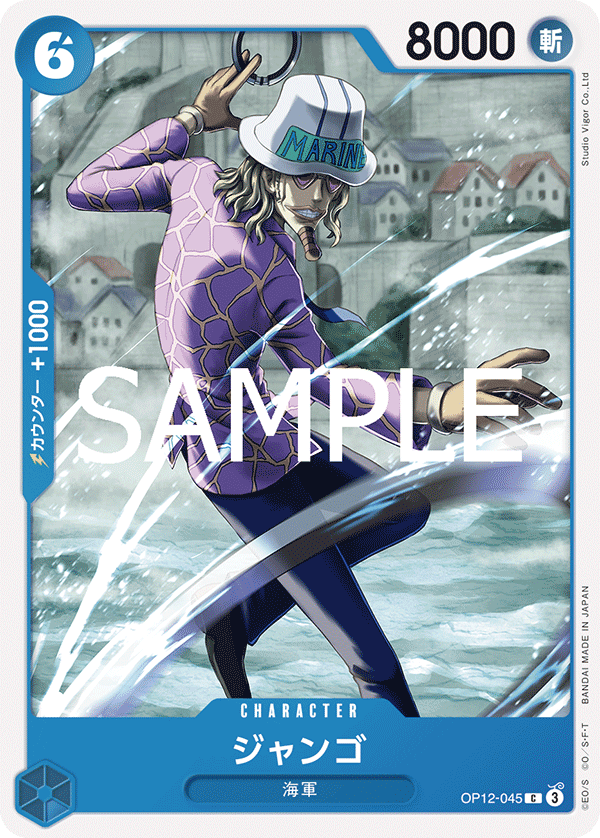 6
8000
斬
MARINE
カウンター +1000
SAMPLE
CHARACTER
ジャンゴ
海軍
OP12-045 C 3
Studio Vigor Co.,Ltd
©E.O/S ©O/S・F・T BANDAI MADE IN JAPAN